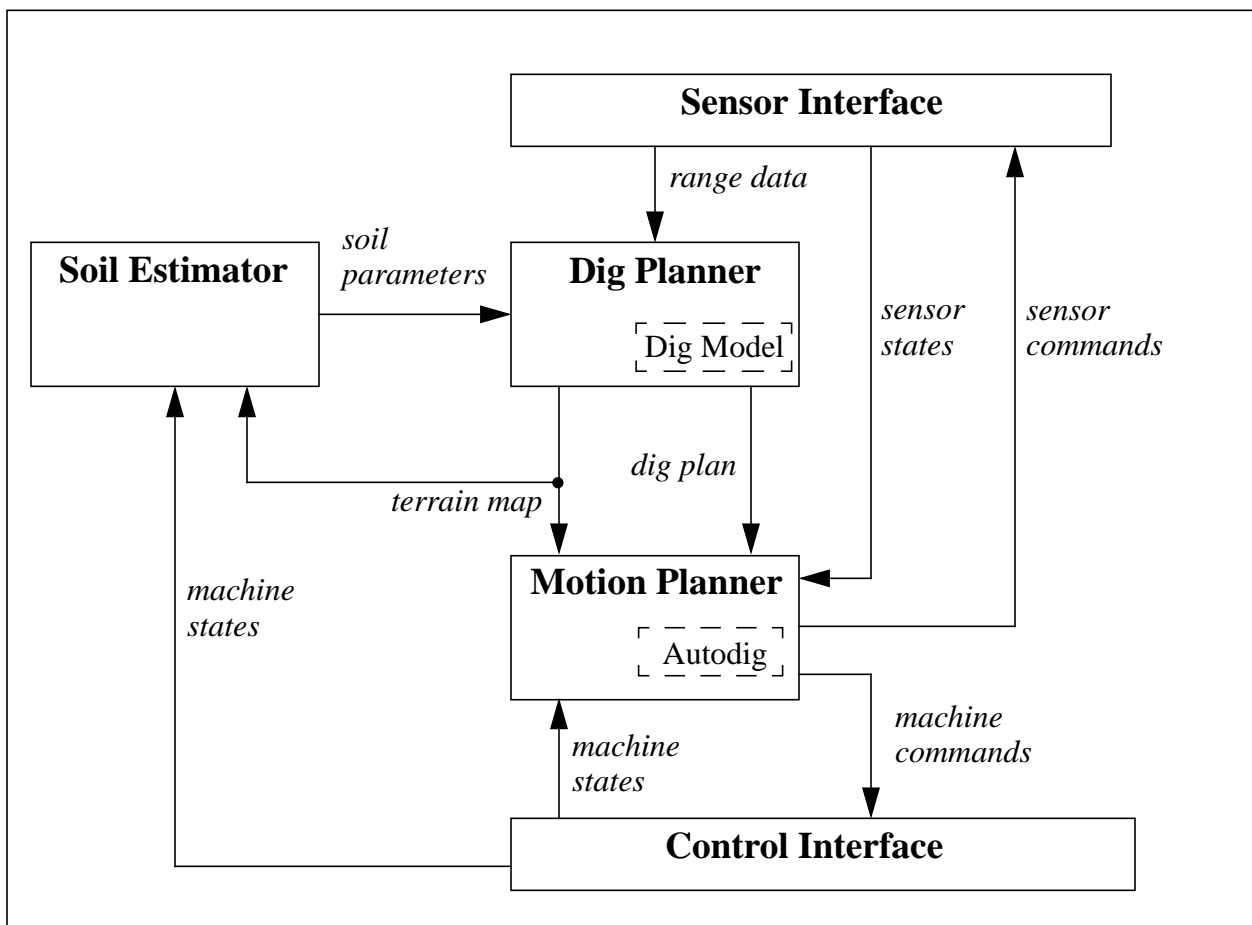 Sensor Interface
range data
soil
parameters
Soil Estimator
Dig Planner
Dig Model
sensor
states
sensor
commands
dig plan
terrain map
Motion Planner
Autodig
machine
states
machine
states
machine
commands
Control Interface